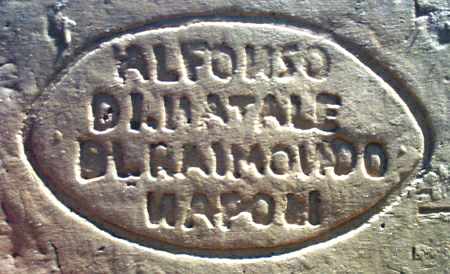 ALFONSO
DI NATALE
DI RAIMONDO
NAPOLI